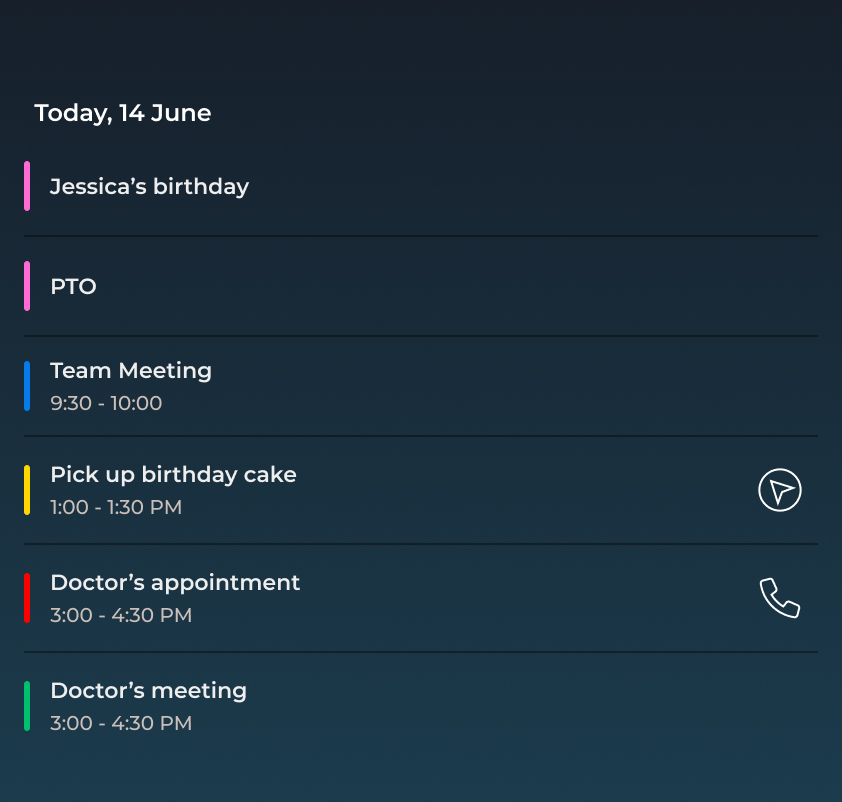 Today, 14 June
Jessica’s birthday
PTO
Team Meeting
9:30 - 10:00
Pick up birthday cake
1:00 - 1:30 PM
Doctor’s appointment
3:00 - 4:30 PM
Doctor’s meeting
3:00 - 4:30 PM